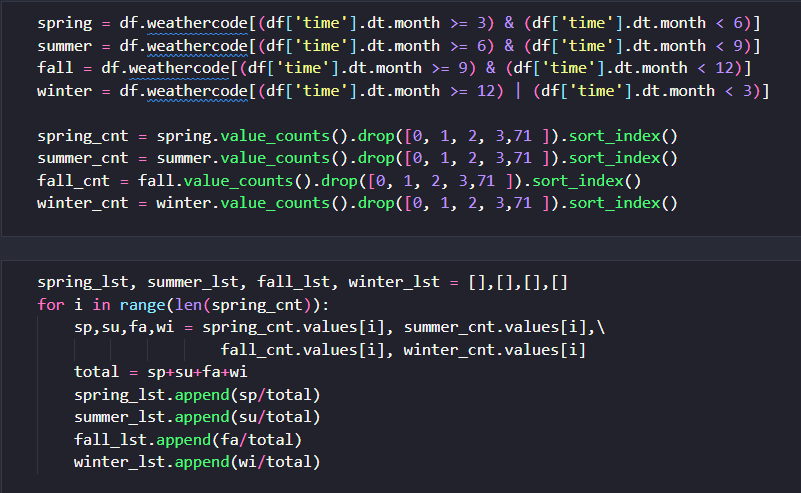 spring = df.weathercode[(df['time'].dt.month >= 3) & (df['time'].dt.month < 6)]
summer = df.weathercode[(df['time'].dt.month >= 6) & (df['time'].dt.month < 9)]
fall = df.weathercode[(df['time'].dt.month >= 9) & (df['time'].dt.month < 12)]
winter = df.weathercode[(df['time'].dt.month >= 12) | (df['time'].dt.month < 3)]

spring_cnt = spring.value_counts().drop([0, 1, 2, 3,71 ]).sort_index()
summer_cnt = summer.value_counts().drop([0, 1, 2, 3,71 ]).sort_index()
fall_cnt = fall.value_counts().drop([0, 1, 2, 3,71 ]).sort_index()
winter_cnt = winter.value_counts().drop([0, 1, 2, 3,71 ]).sort_index()

spring_lst, summer_lst, fall_lst, winter_lst = [],[],[],[]
for i in range(len(spring_cnt)):
    sp,su,fa,wi = spring_cnt.values[i], summer_cnt.values[i],\
                    fall_cnt.values[i], winter_cnt.values[i]
    total = sp+su+fa+wi
    spring_lst.append(sp/total)
    summer_lst.append(su/total)
    fall_lst.append(fa/total)
    winter_lst.append(wi/total)